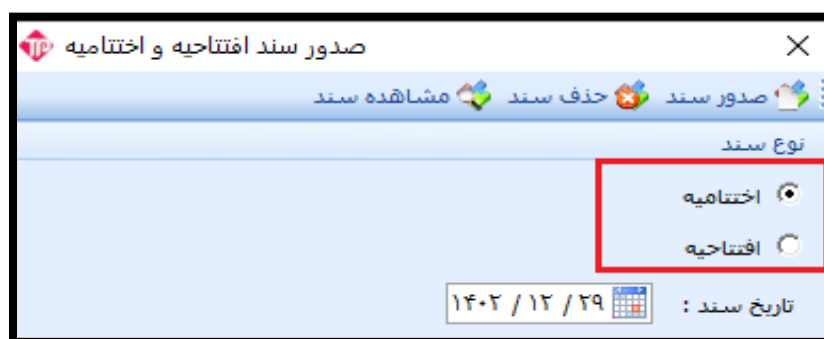 صدور سند افتتاحیه و اختتامیه
صدور سند حذف سند مشاهده سند
نوع سند
اختتامیه
افتتاحیه
تاریخ سند : ۱۴۰۲ / ۱۲ / ۲۹